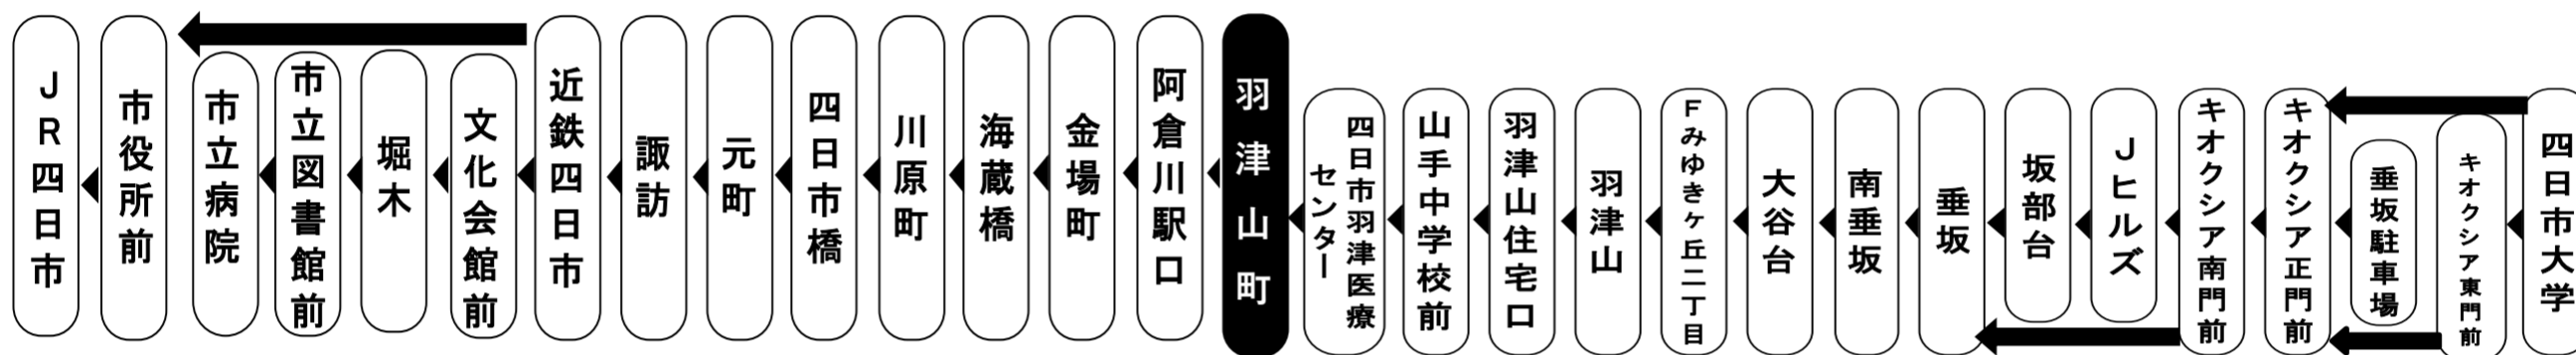 JR四日市
市役所前
市立病院
市立図書館前
堀木
文化会館前
近鉄四日市
諏訪
元町
四日市橋
川原町
海蔵橋
金場町
阿倉川駅口
羽津山町
四日市羽津医療
センター
山手中学校前
羽津山住宅口
羽津山
Fみゆきヶ丘二丁目
大谷台
南垂坂
垂坂
坂部台
Jヒルズ
キオクシア南門前
キオクシア正門前
垂坂駐車場
キオクシア東門前
四日市大学